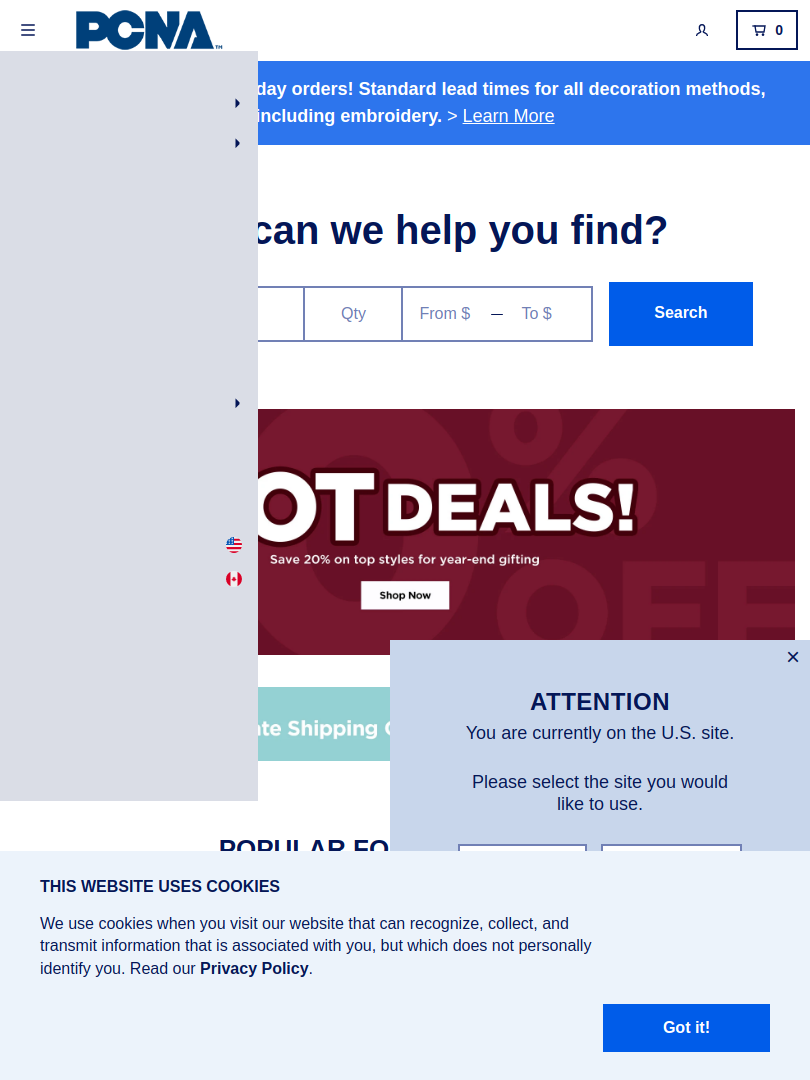 PCNA™
0
day orders! Standard lead times for all decoration methods,
including embroidery. > Learn More
can we help you find?
Qty
From $ — To $
Search
OT DEALS!
Save 20% on top styles for year-end gifting
Shop Now
% OFF
te Shipping
×
ATTENTION
You are currently on the U.S. site.
Please select the site you would
like to use.
POPULAR FO
THIS WEBSITE USES COOKIES
We use cookies when you visit our website that can recognize, collect, and
transmit information that is associated with you, but which does not personally
identify you. Read our Privacy Policy.
Got it!